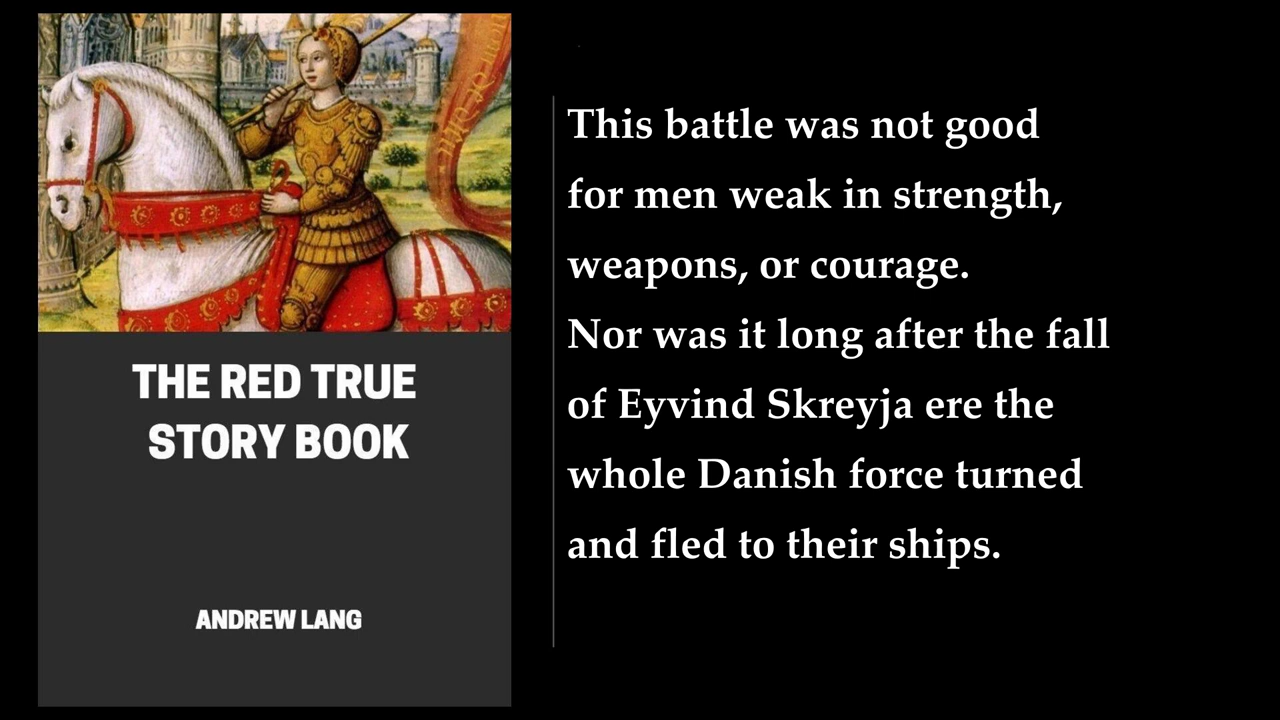 THE RED TRUE
STORY BOOK
ANDREW LANG
This battle was not good
for men weak in strength,
weapons, or courage.
Nor was it long after the fall
of Eyvind Skreyja ere the
whole Danish force turned
and fled to their ships.